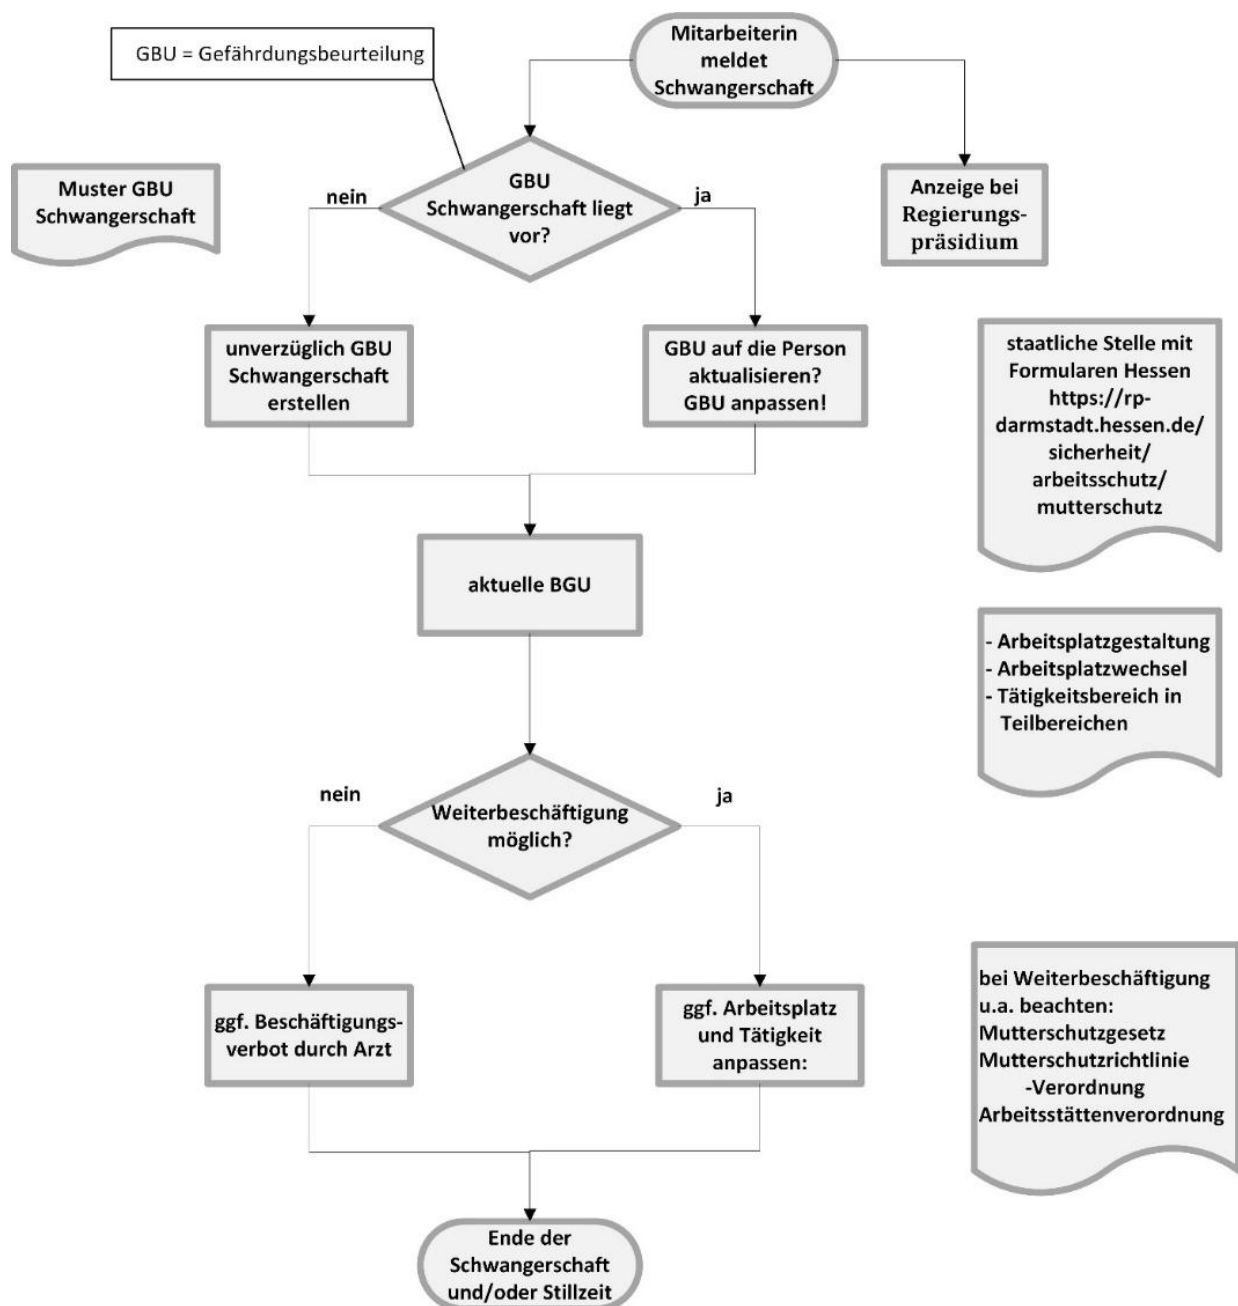 GBU = Gefährdungsbeurteilung
Mitarbeiterin
meldet
Schwangerschaft
Muster GBU
Schwangerschaft
nein
GBU
Schwangerschaft liegt
vor?
ja
Anzeige bei
Regierungs-
präsidium
unverzüglich GBU
Schwangerschaft
erstellen
GBU auf die Person
aktualisieren?
GBU anpassen!
staatliche Stelle mit
Formularen Hessen
https://rp-
darmstadt.hessen.de/
sicherheit/
arbeitsschutz/
mutterschutz
aktuelle BGU
- Arbeitsplatzgestaltung
- Arbeitsplatzwechsel
- Tätigkeitsbereich in
Teilbereichen
nein
Weiterbeschäftigung
möglich?
ja
ggf. Beschäftigungs-
verbot durch Arzt
ggf. Arbeitsplatz
und Tätigkeit
anpassen:
bei Weiterbeschäftigung
u.a. beachten:
Mutterschutzgesetz
Mutterschutzrichtlinie
-Verordnung
Arbeitsstättenverordnung
Ende der
Schwangerschaft
und/oder Stillzeit